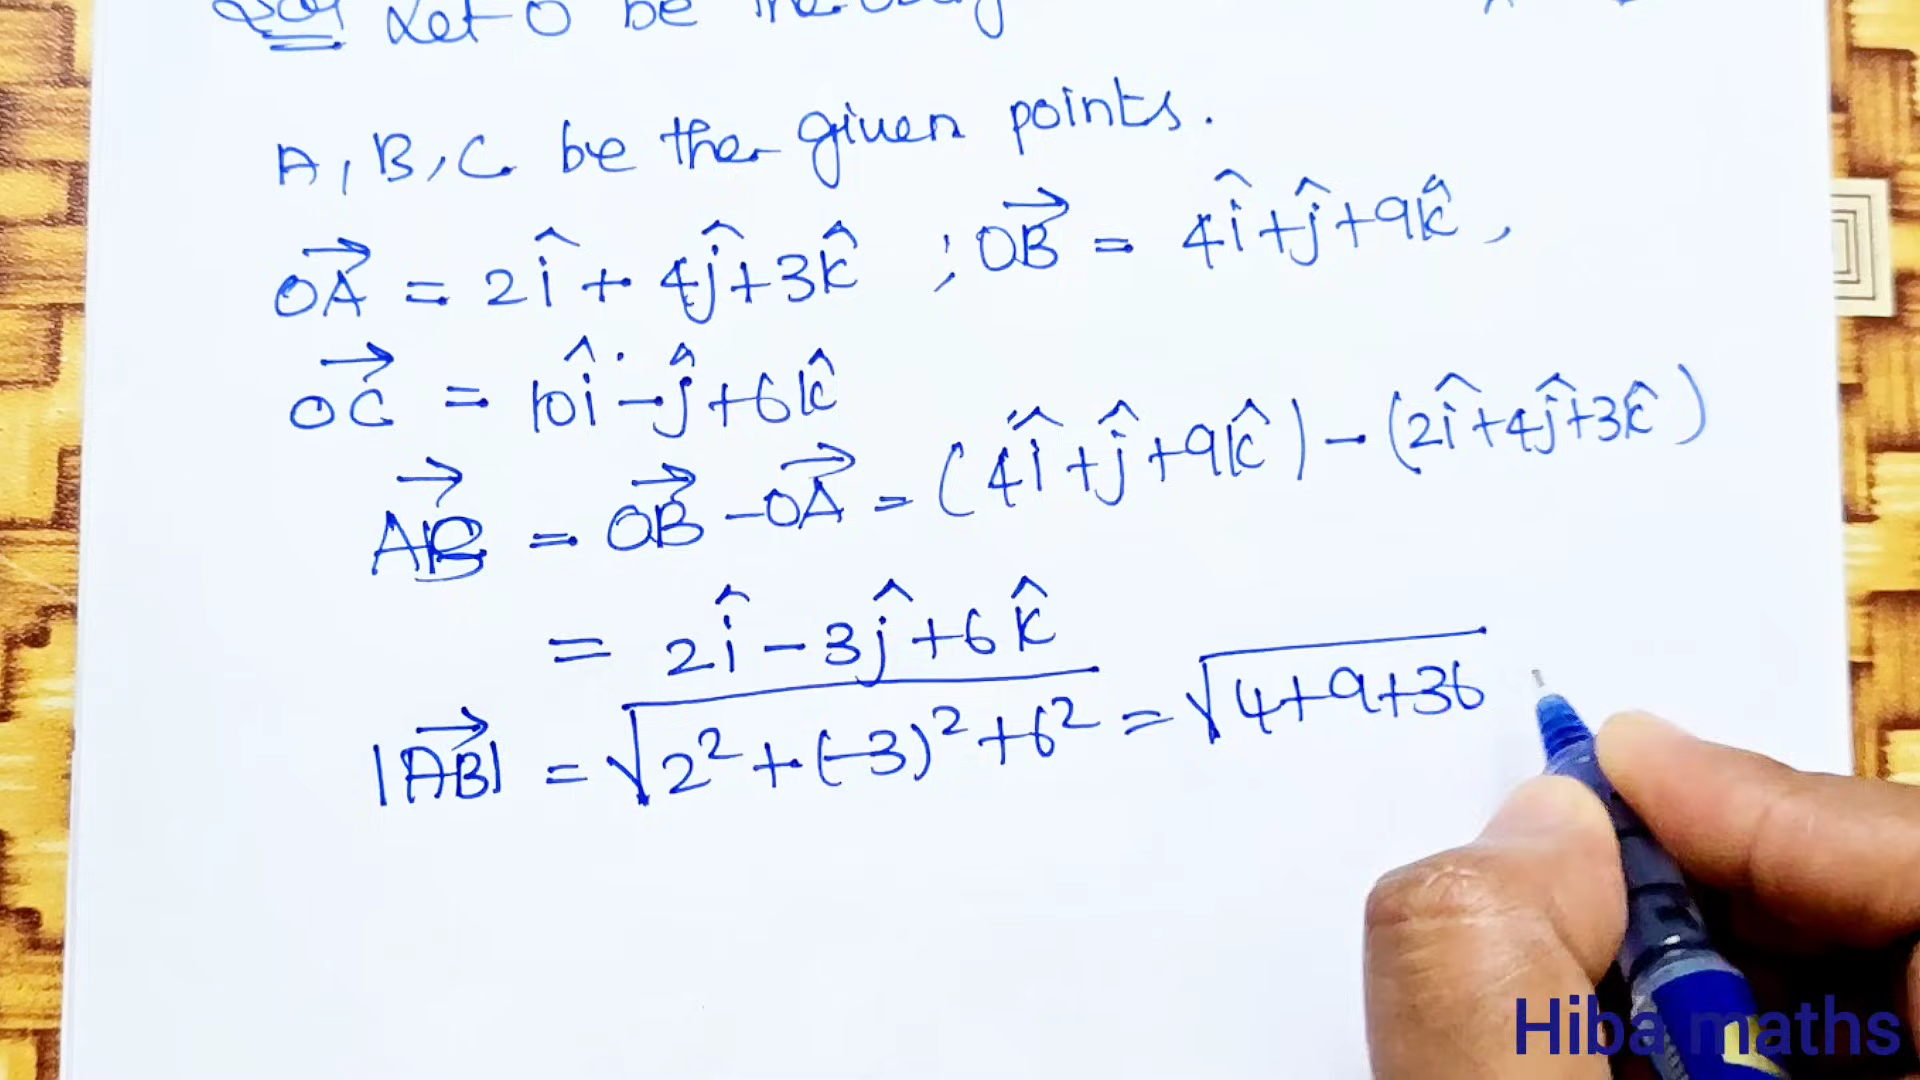 Sol Let O be the
A, B, C be the given points.
→OA = 2î + 4ĵ + 3k̂ ; →OB = 4î + ĵ + 9k̂ ,
→OC = 10î - ĵ + 6k̂
→AB = →OB - →OA = (4î + ĵ + 9k̂) - (2î + 4ĵ + 3k̂)
= 2î - 3ĵ + 6k̂
|→AB| = √(2² + (-3)² + 6²) = √(4 + 9 + 36)
Hiba maths